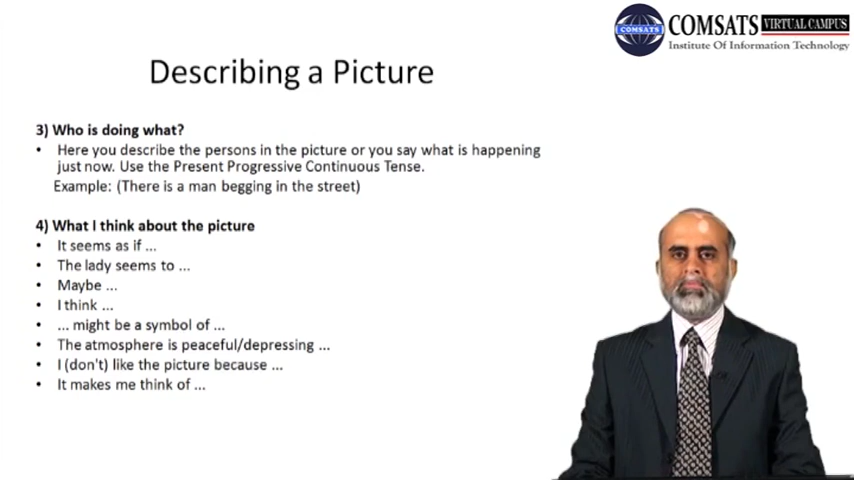 COMSATS VIRTUAL CAMPUS
COMSATS
Institute Of Information Technology
Describing a Picture
3) Who is doing what?
• Here you describe the persons in the picture or you say what is happening
just now. Use the Present Progressive Continuous Tense.
Example: (There is a man begging in the street)
4) What I think about the picture
• It seems as if ...
• The lady seems to ...
• Maybe ...
• I think ...
• ... might be a symbol of ...
• The atmosphere is peaceful/depressing ...
• I (don't) like the picture because ...
• It makes me think of ...